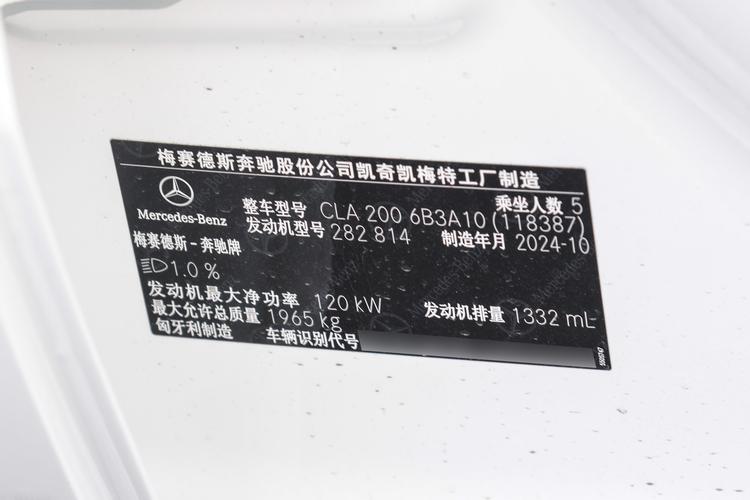 梅赛德斯奔驰股份公司凯奇凯梅特工厂制造
乘坐人数 5
Mercedes-Benz
整车型号 CLA 200 6B3A10 (118387)
梅赛德斯-奔驰牌
发动机型号 282 814 制造年月 2024-10
1.0 %
发动机最大净功率 120 kW 发动机排量 1332 mL
最大允许总质量 1965 kg
匈牙利制造 车辆识别代号